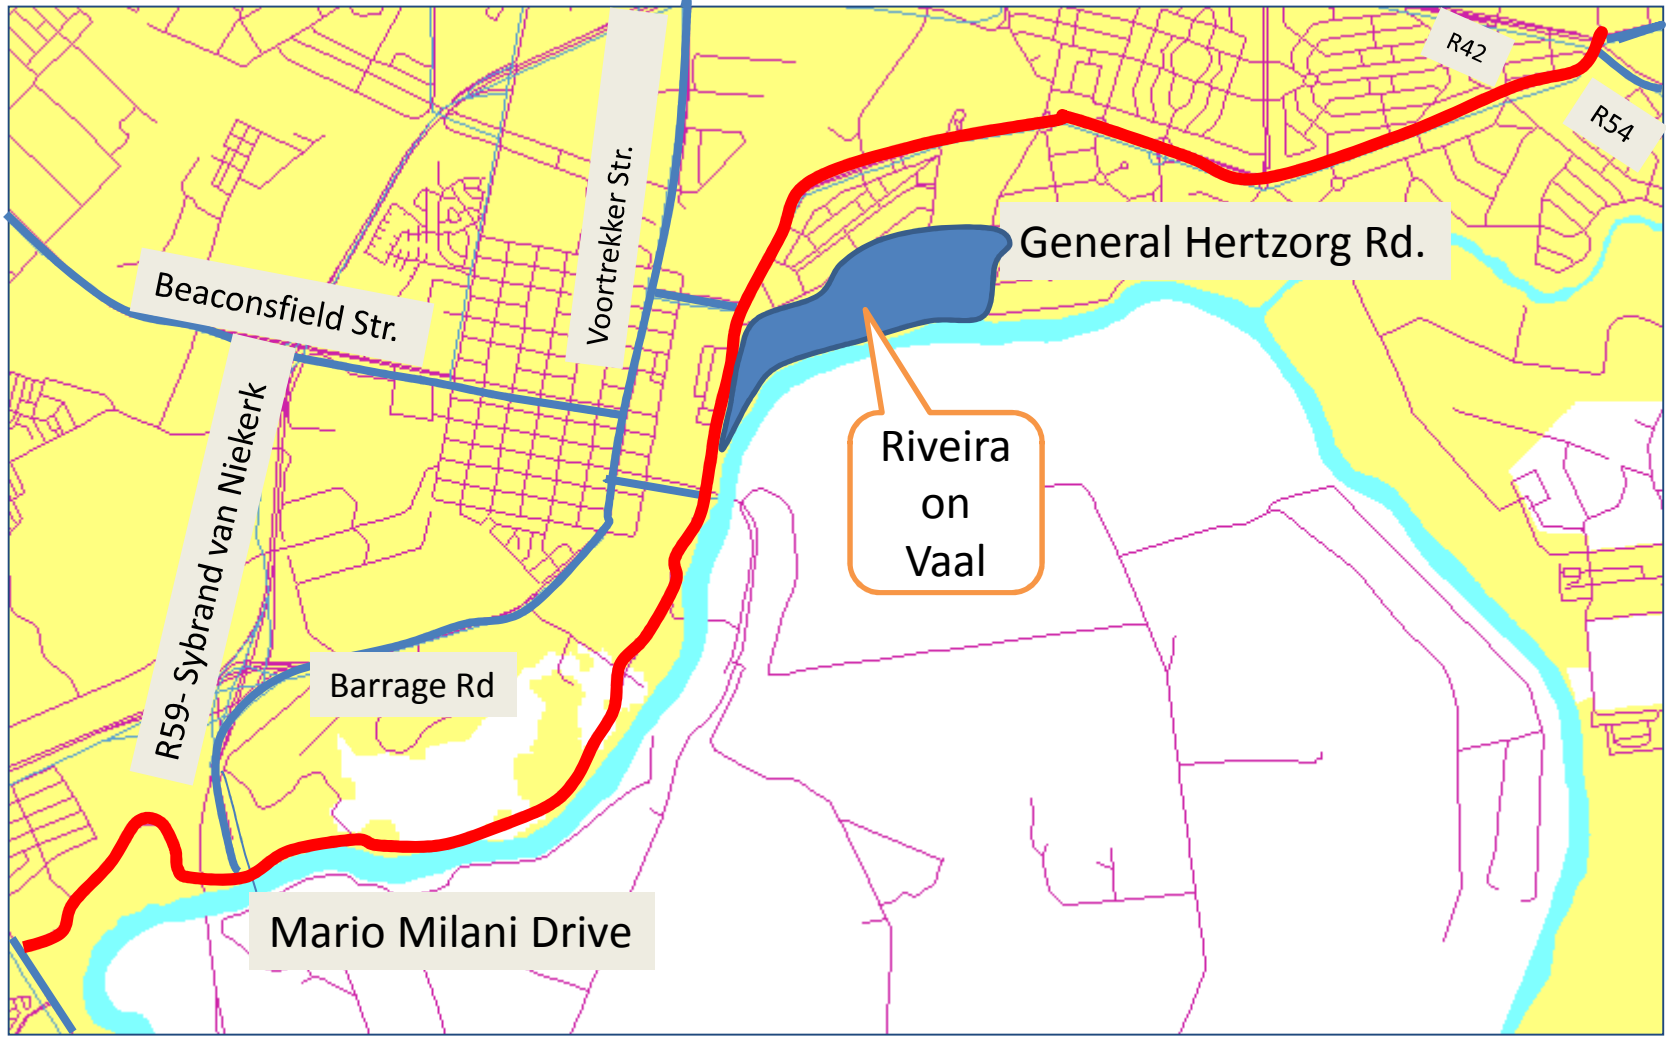 R42
R54
Voortrekker Str.
General Hertzorg Rd.
Beaconsfield Str.
R59- Sybrand van Niekerk
Riveira
on
Vaal
Barrage Rd
Mario Milani Drive